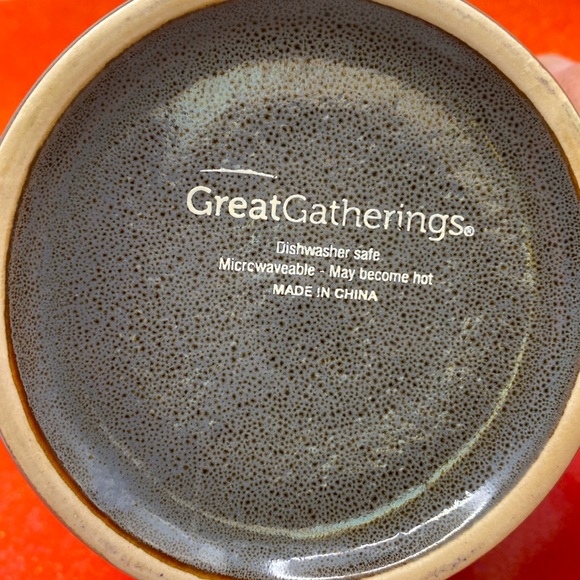 GreatGatherings®
Dishwasher safe
Microwaveable - May become hot
MADE IN CHINA